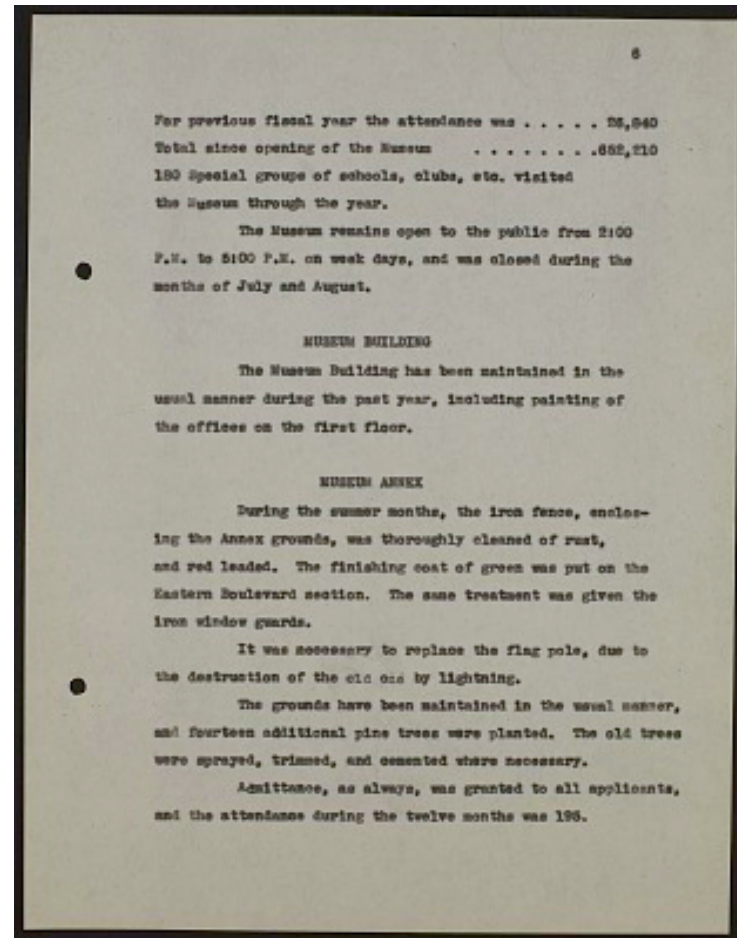 6
For previous fiscal year the attendance was . . . . . 25,840
Total since opening of the Museum . . . . . . . .652,210
180 Special groups of schools, clubs, etc. visited
the Museum through the year.
The Museum remains open to the public from 2:00
P.M. to 5:00 P.M. on week days, and was closed during the
months of July and August.
MUSEUM BUILDING
The Museum Building has been maintained in the
usual manner during the past year, including painting of
the offices on the first floor.
MUSEUM ANNEX
During the summer months, the iron fence, enclos-
ing the Annex grounds, was thoroughly cleaned of rust,
and red leaded. The finishing coat of green was put on the
Eastern Boulevard section. The same treatment was given the
iron window guards.
It was necessary to replace the flag pole, due to
the destruction of the old one by lightning.
The grounds have been maintained in the usual manner,
and fourteen additional pine trees were planted. The old trees
were sprayed, trimmed, and cemented where necessary.
Admittance, as always, was granted to all applicants,
and the attendance during the twelve months was 195.